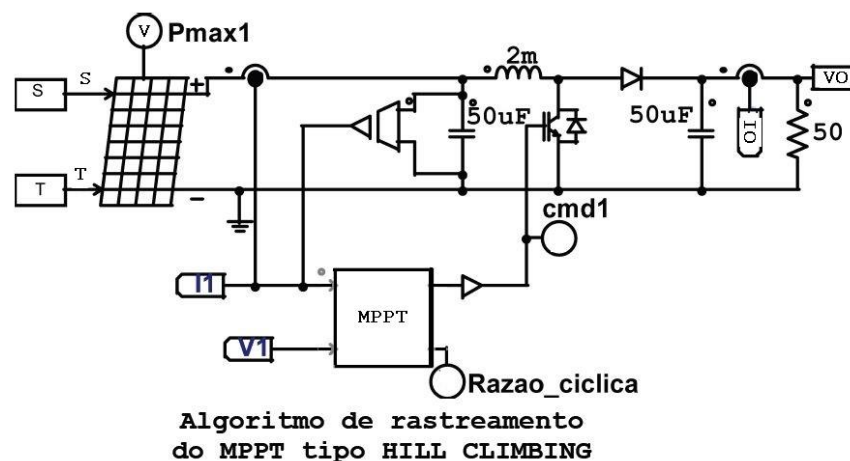 V Pmax1
S S
T T
+
-
2m
50uF
50uF
IO
VO
50
cmd1
I1
V1
MPPT
Razao_ciclica
Algoritmo de rastreamento
do MPPT tipo HILL CLIMBING